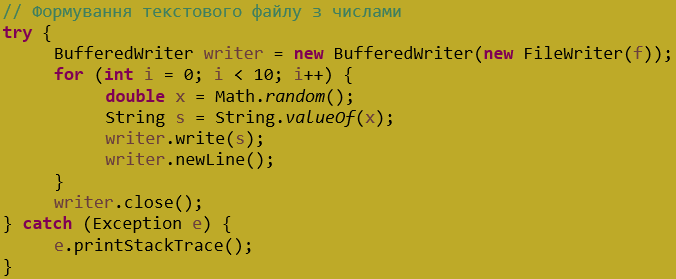 // Формування текстового файлу з числами
try {
BufferedWriter writer = new BufferedWriter(new FileWriter(f));
for (int i = 0; i < 10; i++) {
double x = Math.random();
String s = String.valueOf(x);
writer.write(s);
writer.newLine();
}
writer.close();
} catch (Exception e) {
e.printStackTrace();
}